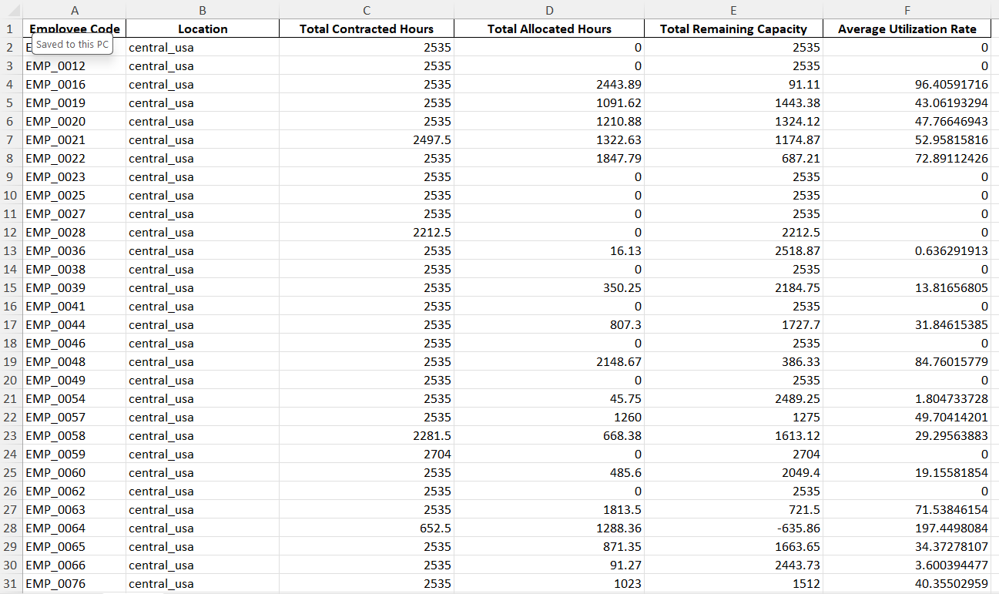 A B C D E F
1 Employee Code Location Total Contracted Hours Total Allocated Hours Total Remaining Capacity Average Utilization Rate
Saved to this PC
2 E central_usa 2535 0 2535 0
3 EMP_0012 central_usa 2535 0 2535 0
4 EMP_0016 central_usa 2535 2443.89 91.11 96.40591716
5 EMP_0019 central_usa 2535 1091.62 1443.38 43.06193294
6 EMP_0020 central_usa 2535 1210.88 1324.12 47.76646943
7 EMP_0021 central_usa 2497.5 1322.63 1174.87 52.95815816
8 EMP_0022 central_usa 2535 1847.79 687.21 72.89112426
9 EMP_0023 central_usa 2535 0 2535 0
10 EMP_0025 central_usa 2535 0 2535 0
11 EMP_0027 central_usa 2535 0 2535 0
12 EMP_0028 central_usa 2212.5 0 2212.5 0
13 EMP_0036 central_usa 2535 16.13 2518.87 0.636291913
14 EMP_0038 central_usa 2535 0 2535 0
15 EMP_0039 central_usa 2535 350.25 2184.75 13.81656805
16 EMP_0041 central_usa 2535 0 2535 0
17 EMP_0044 central_usa 2535 807.3 1727.7 31.84615385
18 EMP_0046 central_usa 2535 0 2535 0
19 EMP_0048 central_usa 2535 2148.67 386.33 84.76015779
20 EMP_0049 central_usa 2535 0 2535 0
21 EMP_0054 central_usa 2535 45.75 2489.25 1.804733728
22 EMP_0057 central_usa 2535 1260 1275 49.70414201
23 EMP_0058 central_usa 2281.5 668.38 1613.12 29.29563883
24 EMP_0059 central_usa 2704 0 2704 0
25 EMP_0060 central_usa 2535 485.6 2049.4 19.15581854
26 EMP_0062 central_usa 2535 0 2535 0
27 EMP_0063 central_usa 2535 1813.5 721.5 71.53846154
28 EMP_0064 central_usa 652.5 1288.36 -635.86 197.4498084
29 EMP_0065 central_usa 2535 871.35 1663.65 34.37278107
30 EMP_0066 central_usa 2535 91.27 2443.73 3.600394477
31 EMP_0076 central_usa 2535 1023 1512 40.35502959